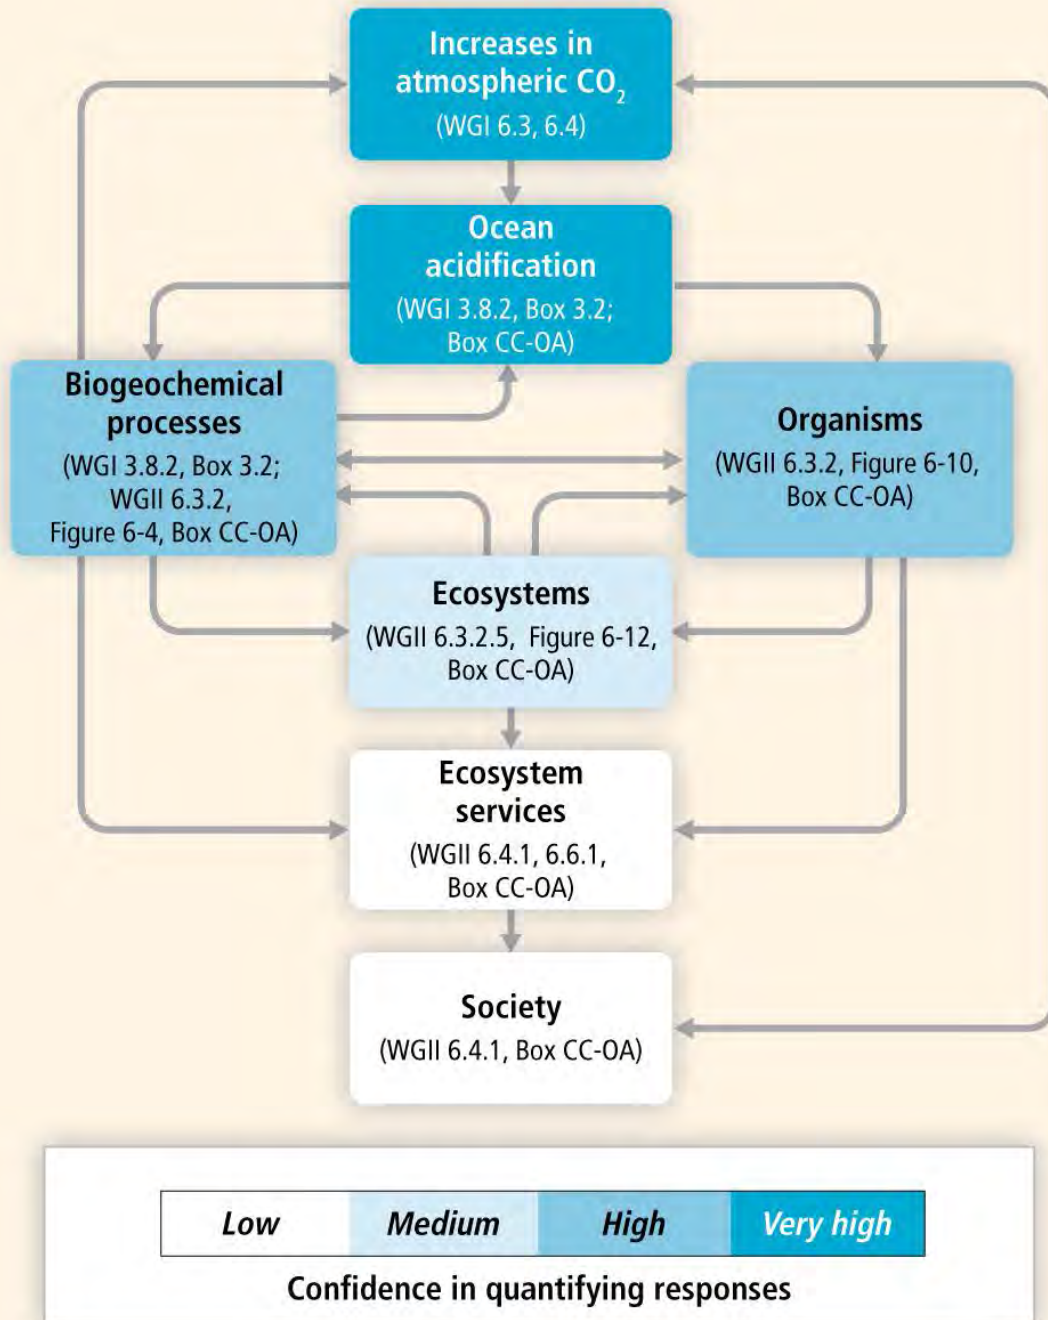 Increases in
atmospheric CO₂
(WGI 6.3, 6.4)
Ocean
acidification
(WGI 3.8.2, Box 3.2;
Box CC-OA)
Biogeochemical
processes
(WGI 3.8.2, Box 3.2;
WGII 6.3.2,
Figure 6-4, Box CC-OA)
Organisms
(WGII 6.3.2, Figure 6-10,
Box CC-OA)
Ecosystems
(WGII 6.3.2.5, Figure 6-12,
Box CC-OA)
Ecosystem
services
(WGII 6.4.1, 6.6.1,
Box CC-OA)
Society
(WGII 6.4.1, Box CC-OA)
Low Medium High Very high
Confidence in quantifying responses